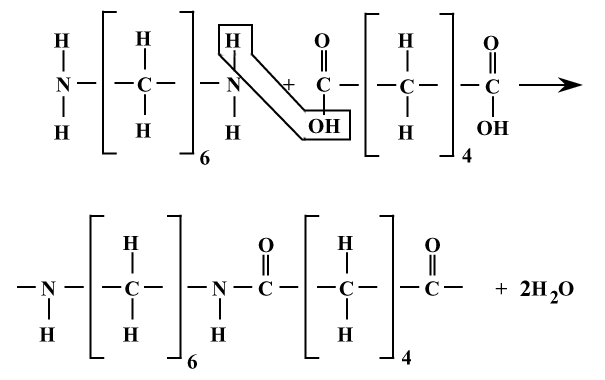 H H H O H O
N C N + C C C
H H H OH H OH
6 4
H O H O
N C N C C C + 2H₂O
H H H H
6 4